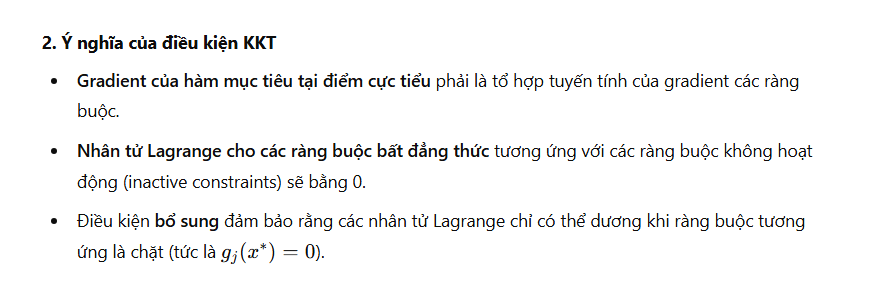 2. Ý nghĩa của điều kiện KKT
• Gradient của hàm mục tiêu tại điểm cực tiểu phải là tổ hợp tuyến tính của gradient các ràng
buộc.
• Nhân tử Lagrange cho các ràng buộc bất đẳng thức tương ứng với các ràng buộc không hoạt
động (inactive constraints) sẽ bằng 0.
• Điều kiện bổ sung đảm bảo rằng các nhân tử Lagrange chỉ có thể dương khi ràng buộc tương
ứng là chặt (tức là gⱼ(x*) = 0).